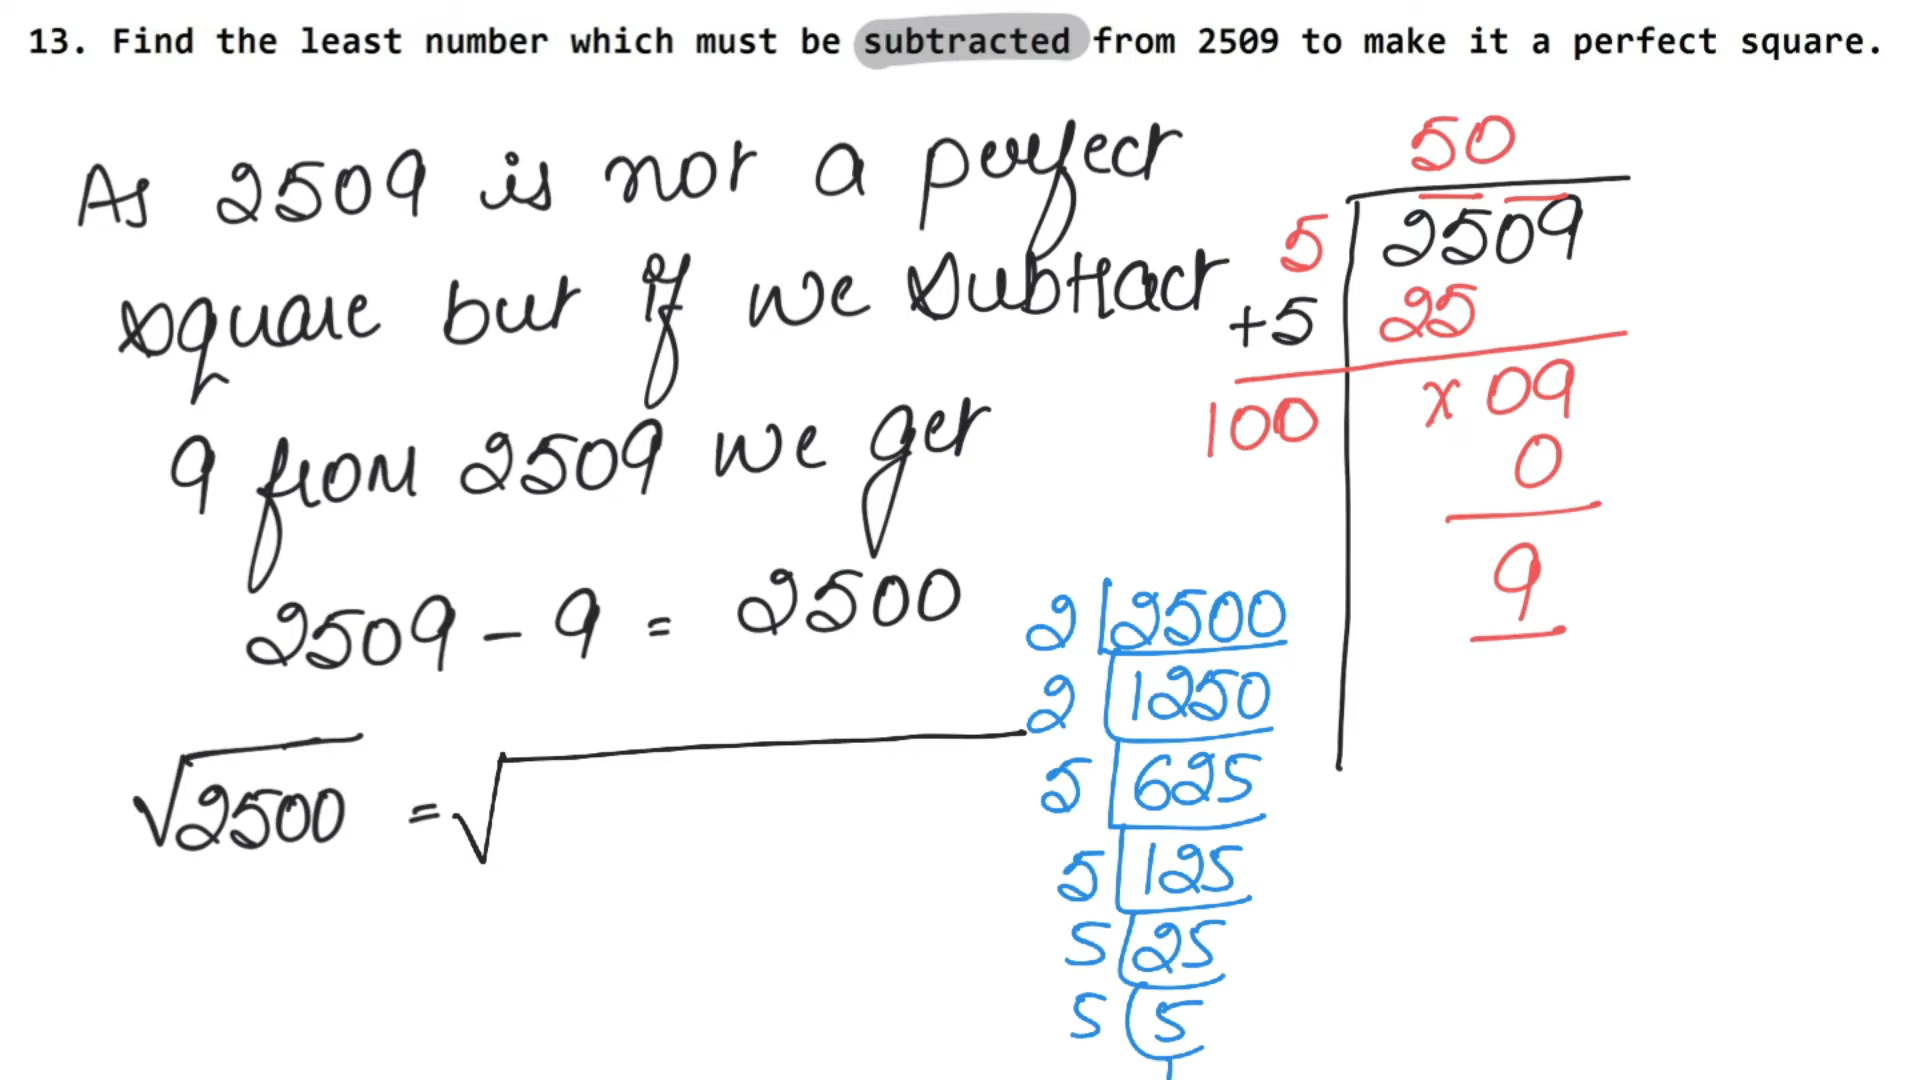 13. Find the least number which must be subtracted from 2509 to make it a perfect square.
As 2509 is not a perfect
square but if we subtract
9 from 2509 we get
2509 - 9 = 2500
√2500 = √
50
5 2509
+5 25
100 x 09
0
9
2 2500
2 1250
5 625
5 125
5 25
5 5
1